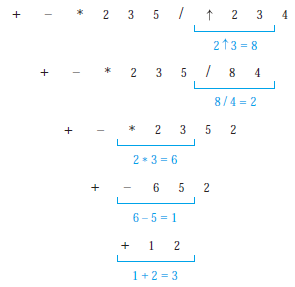 + − * 2 3 5 / ↑ 2 3 4
2↑3 = 8
+ − * 2 3 5 / 8 4
8/4 = 2
+ − * 2 3 5 2
2*3 = 6
+ − 6 5 2
6−5 = 1
+ 1 2
1+2 = 3